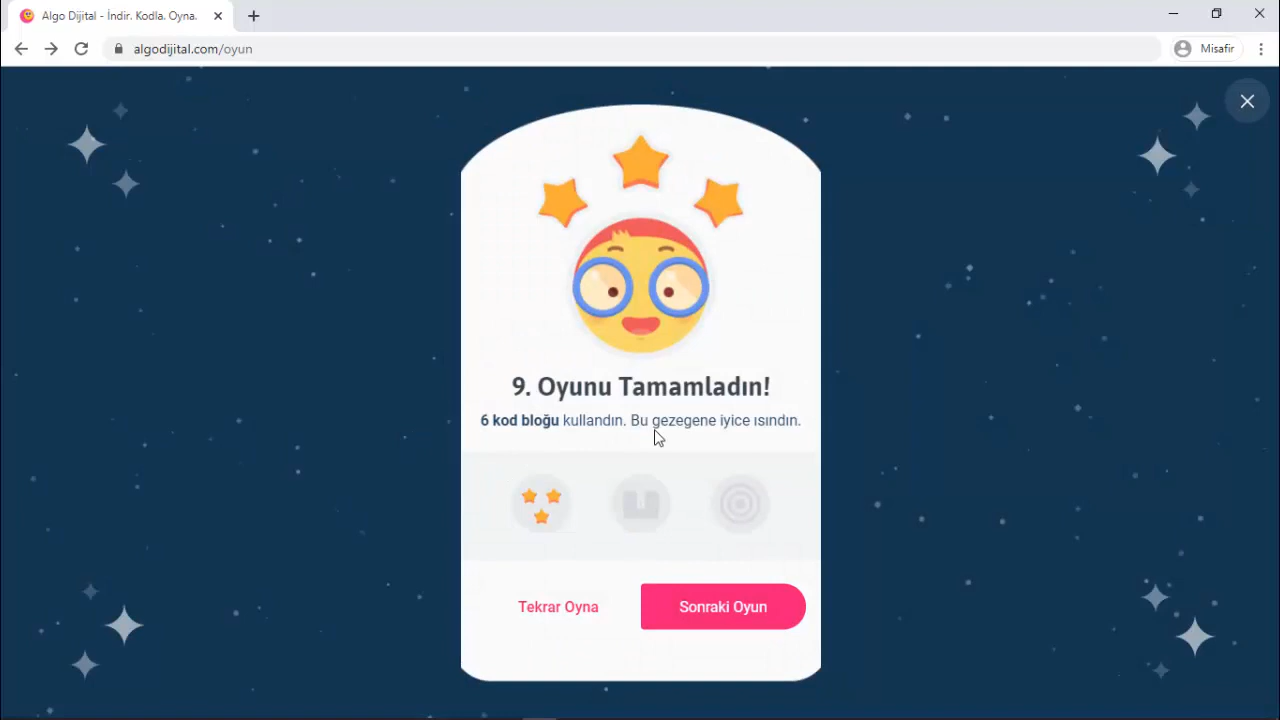 Algo Dijital - İndir. Kodla. Oyna.
algodijital.com/oyun
Misafir
9. Oyunu Tamamladın!
6 kod bloğu kullandın. Bu gezegene iyice ısındın.
Tekrar Oyna
Sonraki Oyun